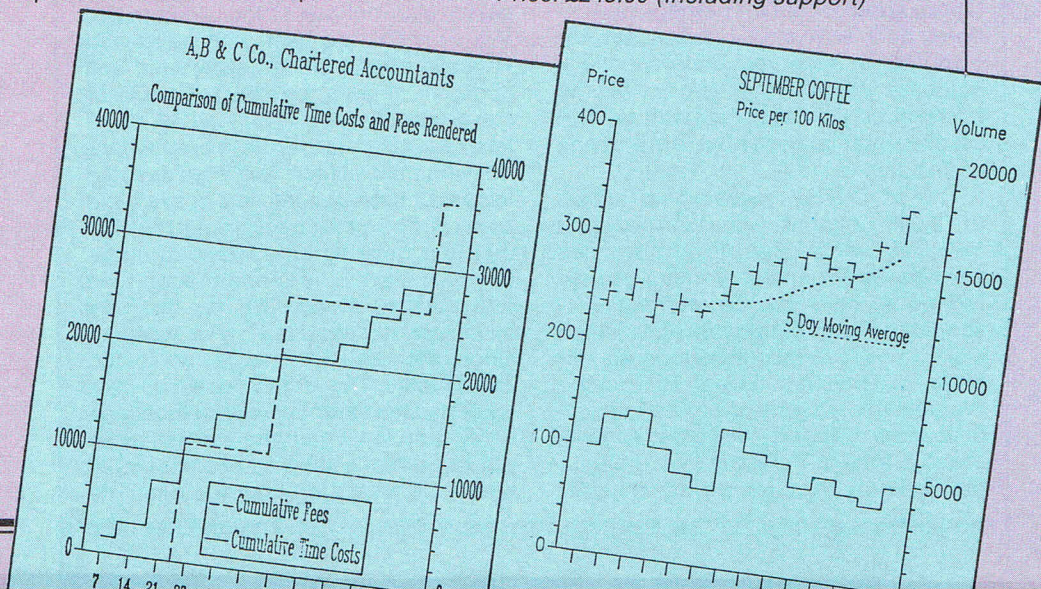 (including support)
A,B & C Co., Chartered Accountants
Comparison of Cumulative Time Costs and Fees Rendered
40000
30000
20000
10000
0
40000
30000
20000
10000
Cumulative Fees
Cumulative Time Costs
7 14 21
Price
SEPTEMBER COFFEE
Price per 100 Kilos
Volume
400
300
200
100
0
20000
15000
10000
5000
5 Day Moving Average